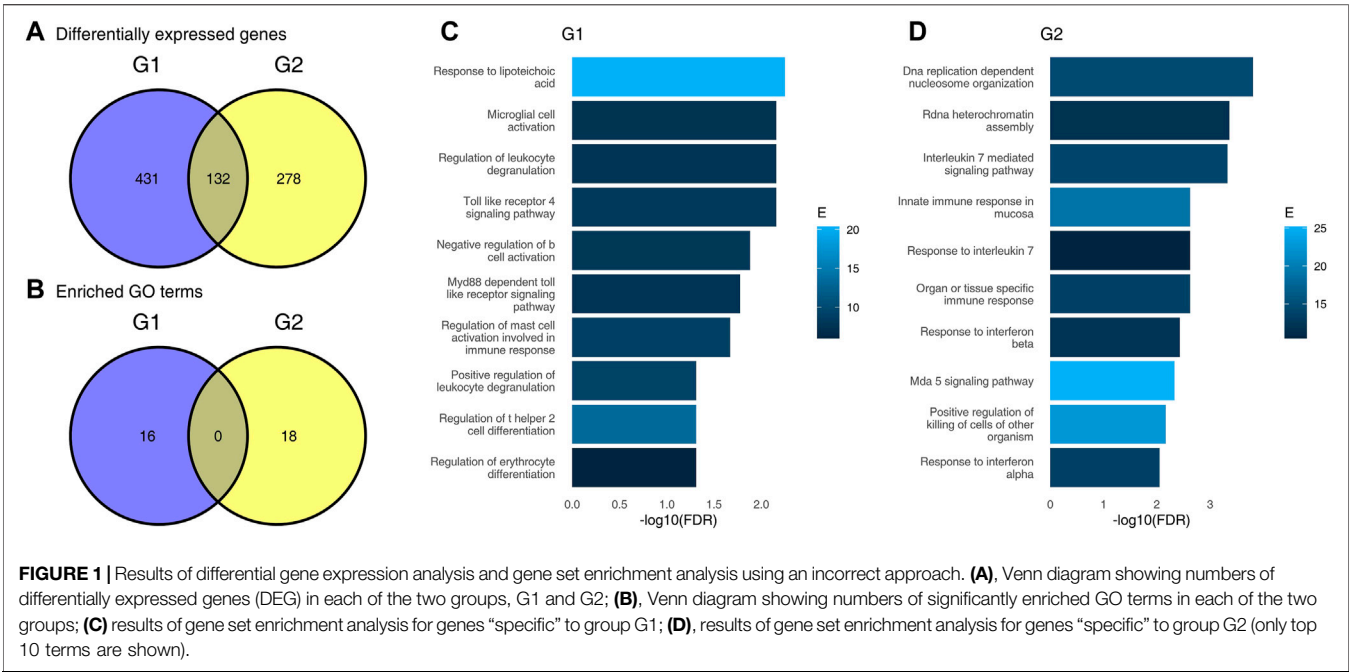 A Differentially expressed genes
G1 G2
431 132 278
B Enriched GO terms
G1 G2
16 0 18
C G1
Response to lipoteichoic
acid
Microglial cell
activation
Regulation of leukocyte
degranulation
Toll like receptor 4
signaling pathway
Negative regulation of b
cell activation
Myd88 dependent toll
like receptor signaling
pathway
Regulation of mast cell
activation involved in
immune response
Positive regulation of
leukocyte degranulation
Regulation of t helper 2
cell differentiation
Regulation of erythrocyte
differentiation
0.0 0.5 1.0 1.5 2.0
-log10(FDR)
E
20
15
10
D G2
Dna replication dependent
nucleosome organization
Rdna heterochromatin
assembly
Interleukin 7 mediated
signaling pathway
Innate immune response in
mucosa
Response to interleukin 7
Organ or tissue specific
immune response
Response to interferon
beta
Mda 5 signaling pathway
Positive regulation of
killing of cells of other
organism
Response to interferon
alpha
0 1 2 3
-log10(FDR)
E
25
20
15
FIGURE 1 | Results of differential gene expression analysis and gene set enrichment analysis using an incorrect approach. (A), Venn diagram showing numbers of
differentially expressed genes (DEG) in each of the two groups, G1 and G2; (B), Venn diagram showing numbers of significantly enriched GO terms in each of the two
groups; (C) results of gene set enrichment analysis for genes “specific” to group G1; (D), results of gene set enrichment analysis for genes “specific” to group G2 (only top
10 terms are shown).